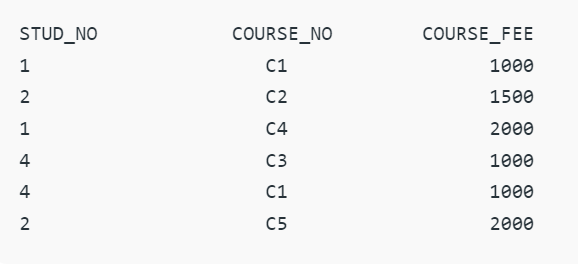 STUD_NO COURSE_NO COURSE_FEE
1 C1 1000
2 C2 1500
1 C4 2000
4 C3 1000
4 C1 1000
2 C5 2000